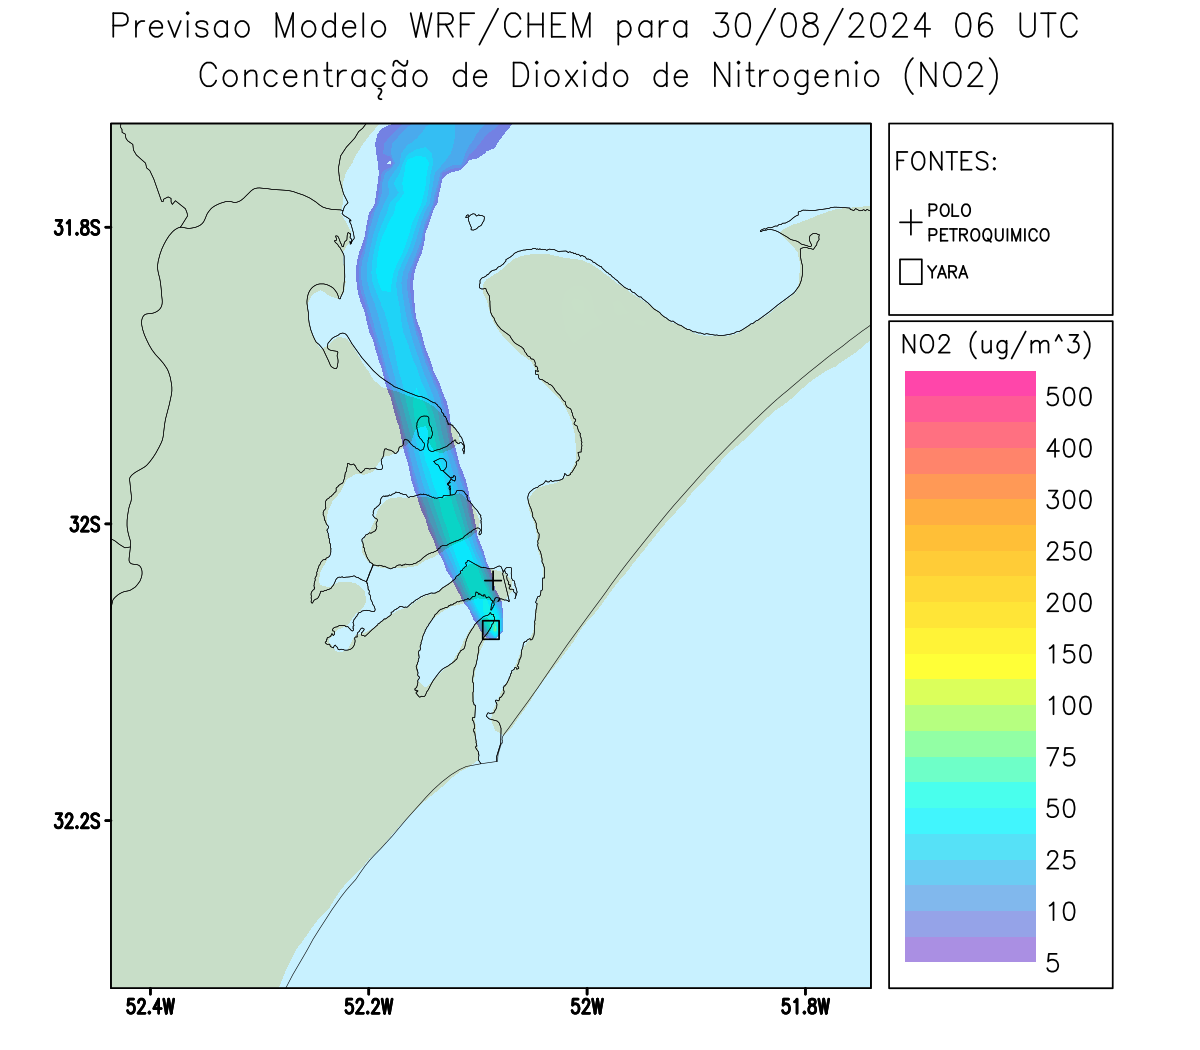 Previsao Modelo WRF/CHEM para 30/08/2024 06 UTC
Concentração de Dioxido de Nitrogenio (NO2)
FONTES:
POLO
PETROQUIMICO
YARA
NO2 (ug/m^3)
500
400
300
250
200
150
100
75
50
25
10
5
31.8S
32S
32.2S
52.4W
52.2W
52W
51.8W